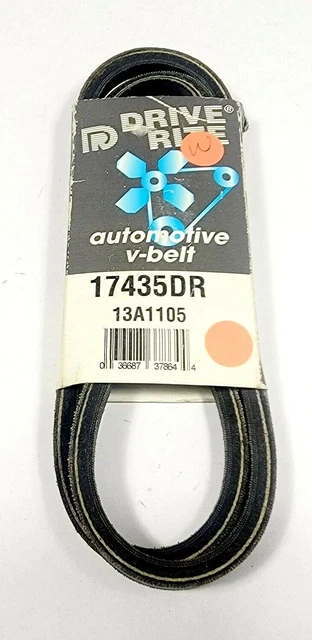 DRIVE®
RITE
W
automotive
v-belt
17435DR
13A1105
0 36687 37864 4